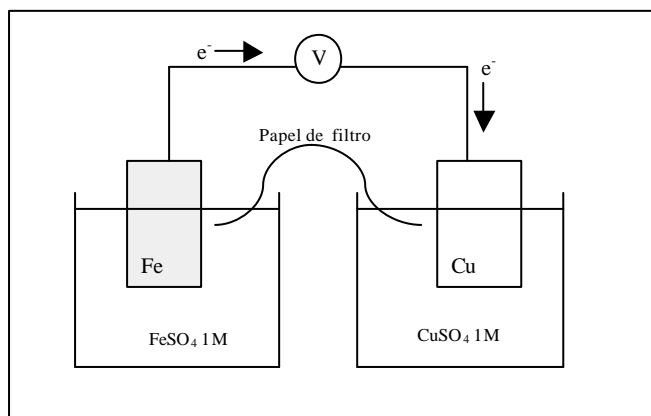 e-
V
e-
Papel de filtro
Fe
Cu
FeSO4 1M
CuSO4 1M